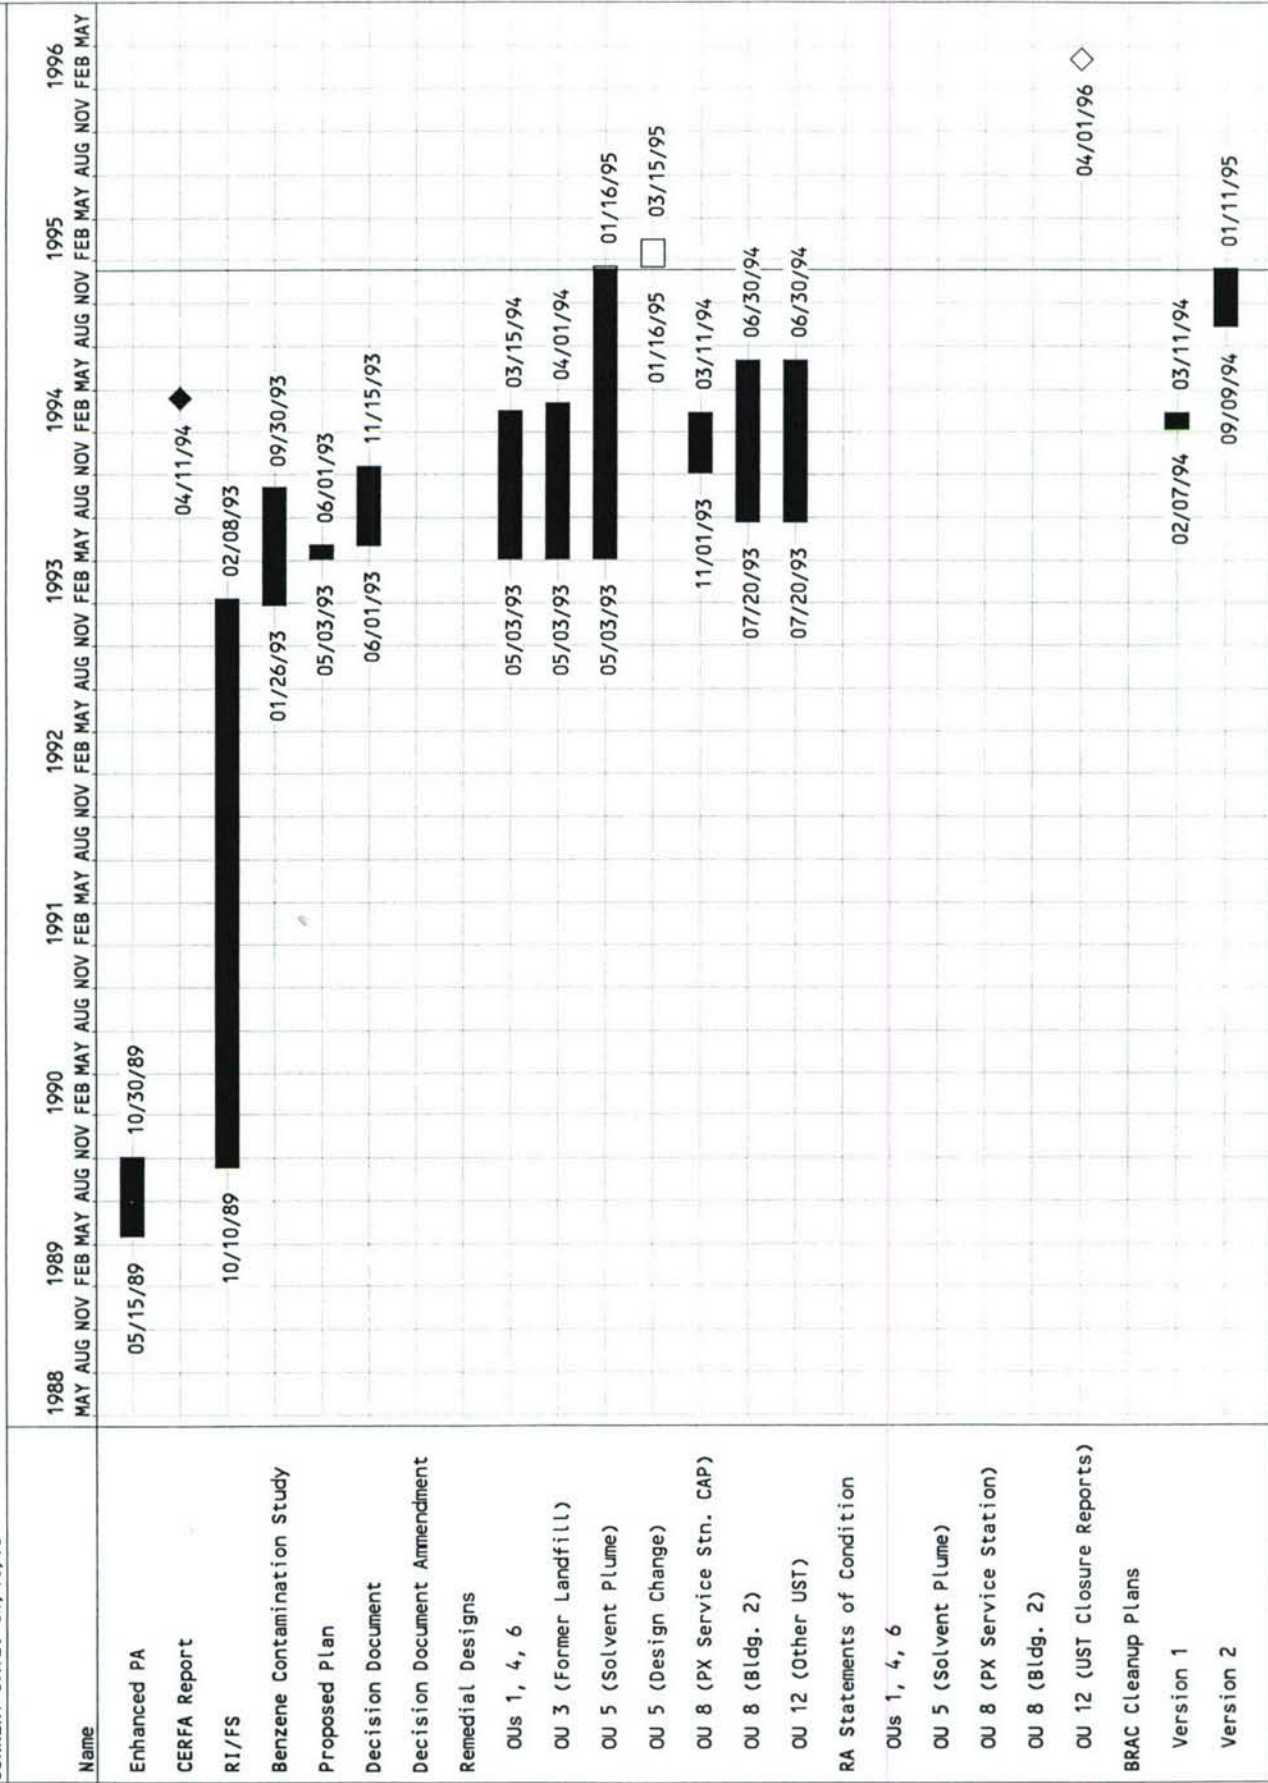 1988 1989 1990 1991 1992 1993 1994 1995 1996
Name MAY AUG NOV FEB MAY AUG NOV FEB MAY AUG NOV FEB MAY AUG NOV FEB MAY AUG NOV FEB MAY AUG NOV FEB MAY AUG NOV FEB MAY AUG NOV FEB MAY
Enhanced PA 05/15/89 10/30/89
CERFA Report 04/11/94
RI/FS 10/10/89 02/08/93
Benzene Contamination Study 01/26/93 09/30/93
Proposed Plan 05/03/93 06/01/93
Decision Document 06/01/93 11/15/93
Decision Document Ammendment
Remedial Designs
OUs 1, 4, 6 05/03/93 03/15/94
OU 3 (Former Landfill) 05/03/93 04/01/94
OU 5 (Solvent Plume) 05/03/93 01/16/95
OU 5 (Design Change) 01/16/95 03/15/95
OU 8 (PX Service Stn. CAP) 11/01/93 03/11/94
OU 8 (Bldg. 2) 07/20/93 06/30/94
OU 12 (Other UST) 07/20/93 06/30/94
RA Statements of Condition
OUs 1, 4, 6
OU 5 (Solvent Plume)
OU 8 (PX Service Station)
OU 8 (Bldg. 2)
OU 12 (UST Closure Reports) 04/01/96
BRAC Cleanup Plans
Version 1 02/07/94 03/11/94
Version 2 09/09/94 01/11/95